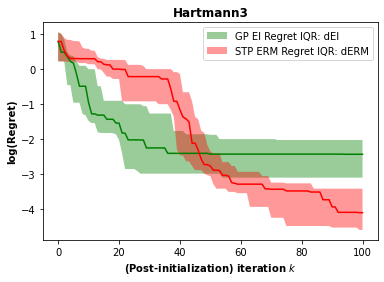 Hartmann3
GP EI Regret IQR: dEI
STP ERM Regret IQR: dERM
log(Regret)
1
0
−1
−2
−3
−4
0 20 40 60 80 100
(Post-initialization) iteration k